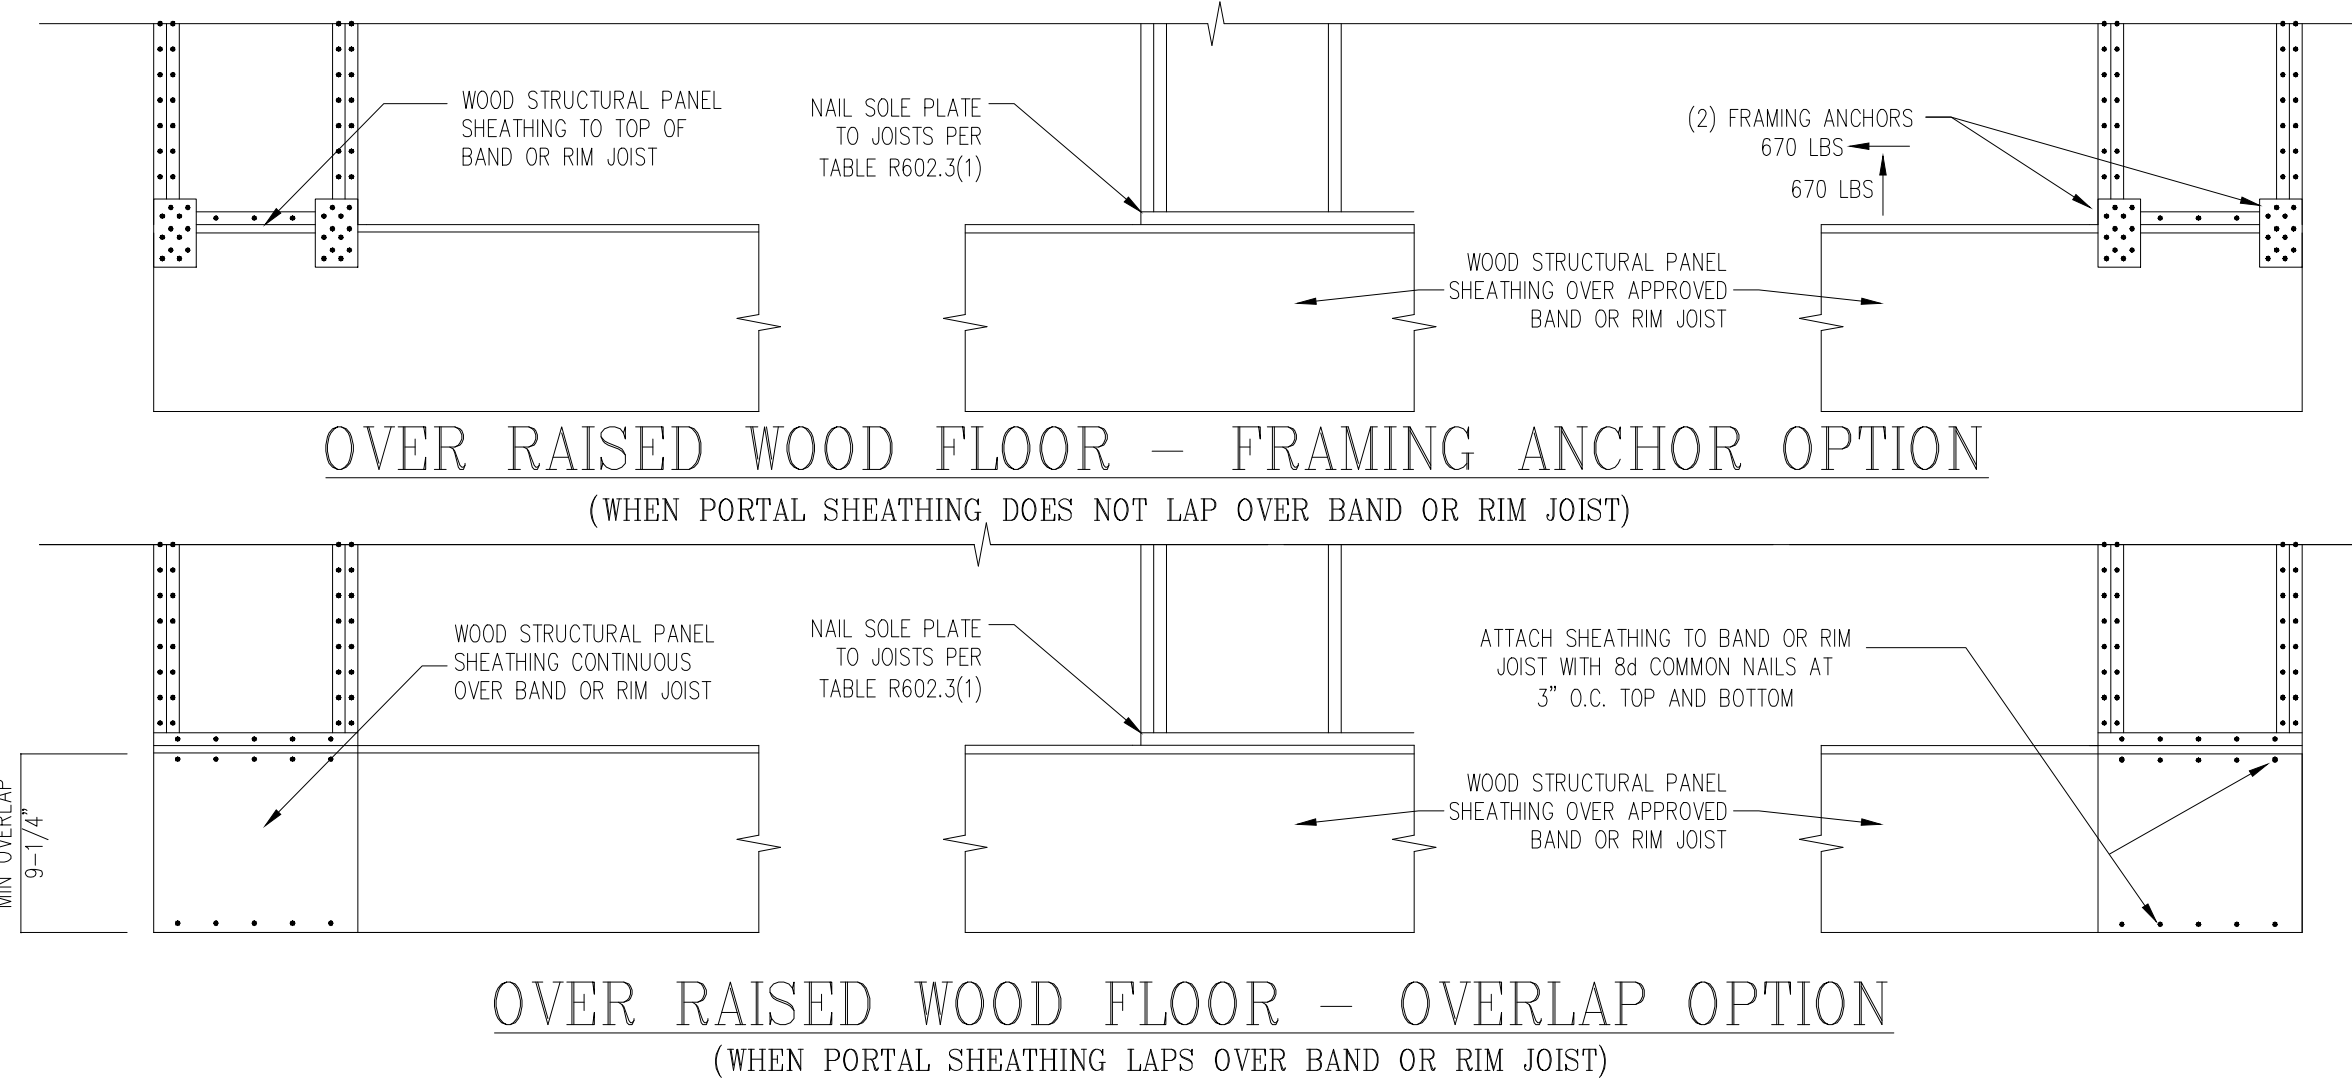 WOOD STRUCTURAL PANEL
SHEATHING TO TOP OF
BAND OR RIM JOIST
NAIL SOLE PLATE
TO JOISTS PER
TABLE R602.3(1)
(2) FRAMING ANCHORS
670 LBS
670 LBS
WOOD STRUCTURAL PANEL
SHEATHING OVER APPROVED
BAND OR RIM JOIST
OVER RAISED WOOD FLOOR – FRAMING ANCHOR OPTION
(WHEN PORTAL SHEATHING DOES NOT LAP OVER BAND OR RIM JOIST)
WOOD STRUCTURAL PANEL
SHEATHING CONTINUOUS
OVER BAND OR RIM JOIST
NAIL SOLE PLATE
TO JOISTS PER
TABLE R602.3(1)
ATTACH SHEATHING TO BAND OR RIM
JOIST WITH 8d COMMON NAILS AT
3" O.C. TOP AND BOTTOM
MIN OVERLAP
9-1/4"
WOOD STRUCTURAL PANEL
SHEATHING OVER APPROVED
BAND OR RIM JOIST
OVER RAISED WOOD FLOOR – OVERLAP OPTION
(WHEN PORTAL SHEATHING LAPS OVER BAND OR RIM JOIST)